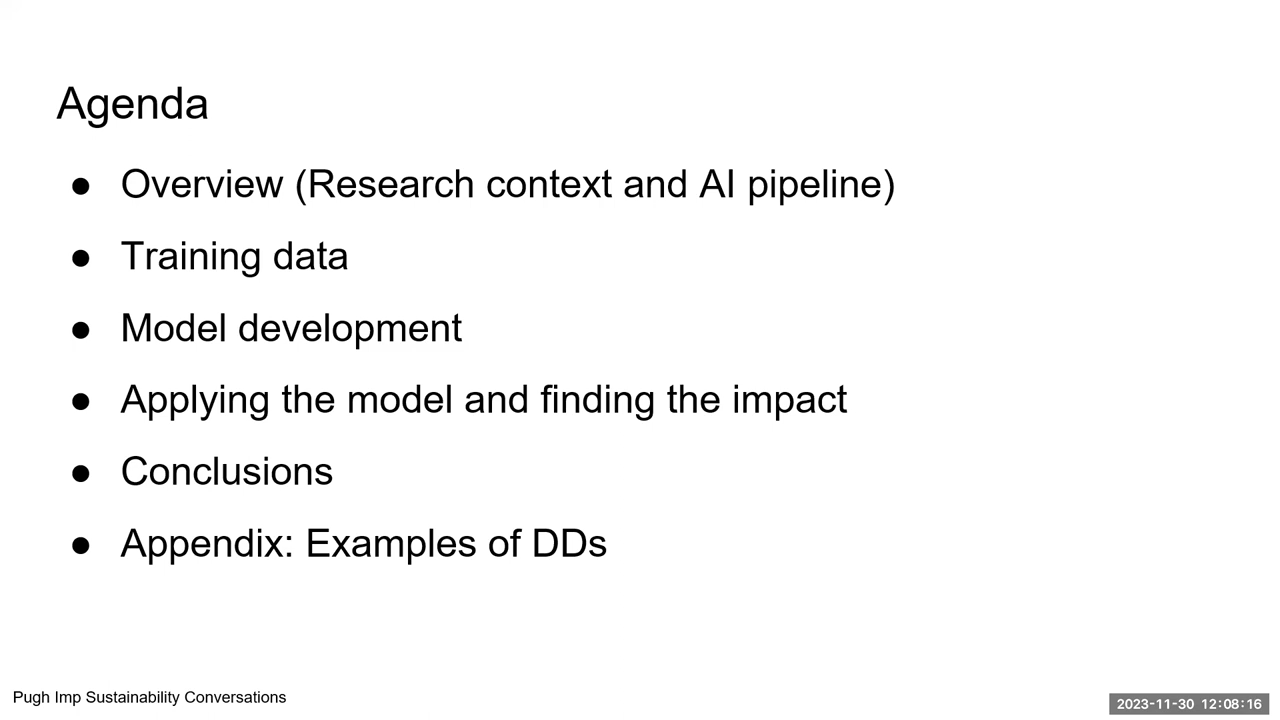 Agenda
● Overview (Research context and AI pipeline)
● Training data
● Model development
● Applying the model and finding the impact
● Conclusions
● Appendix: Examples of DDs
Pugh Imp Sustainability Conversations
2023-11-30 12:08:16